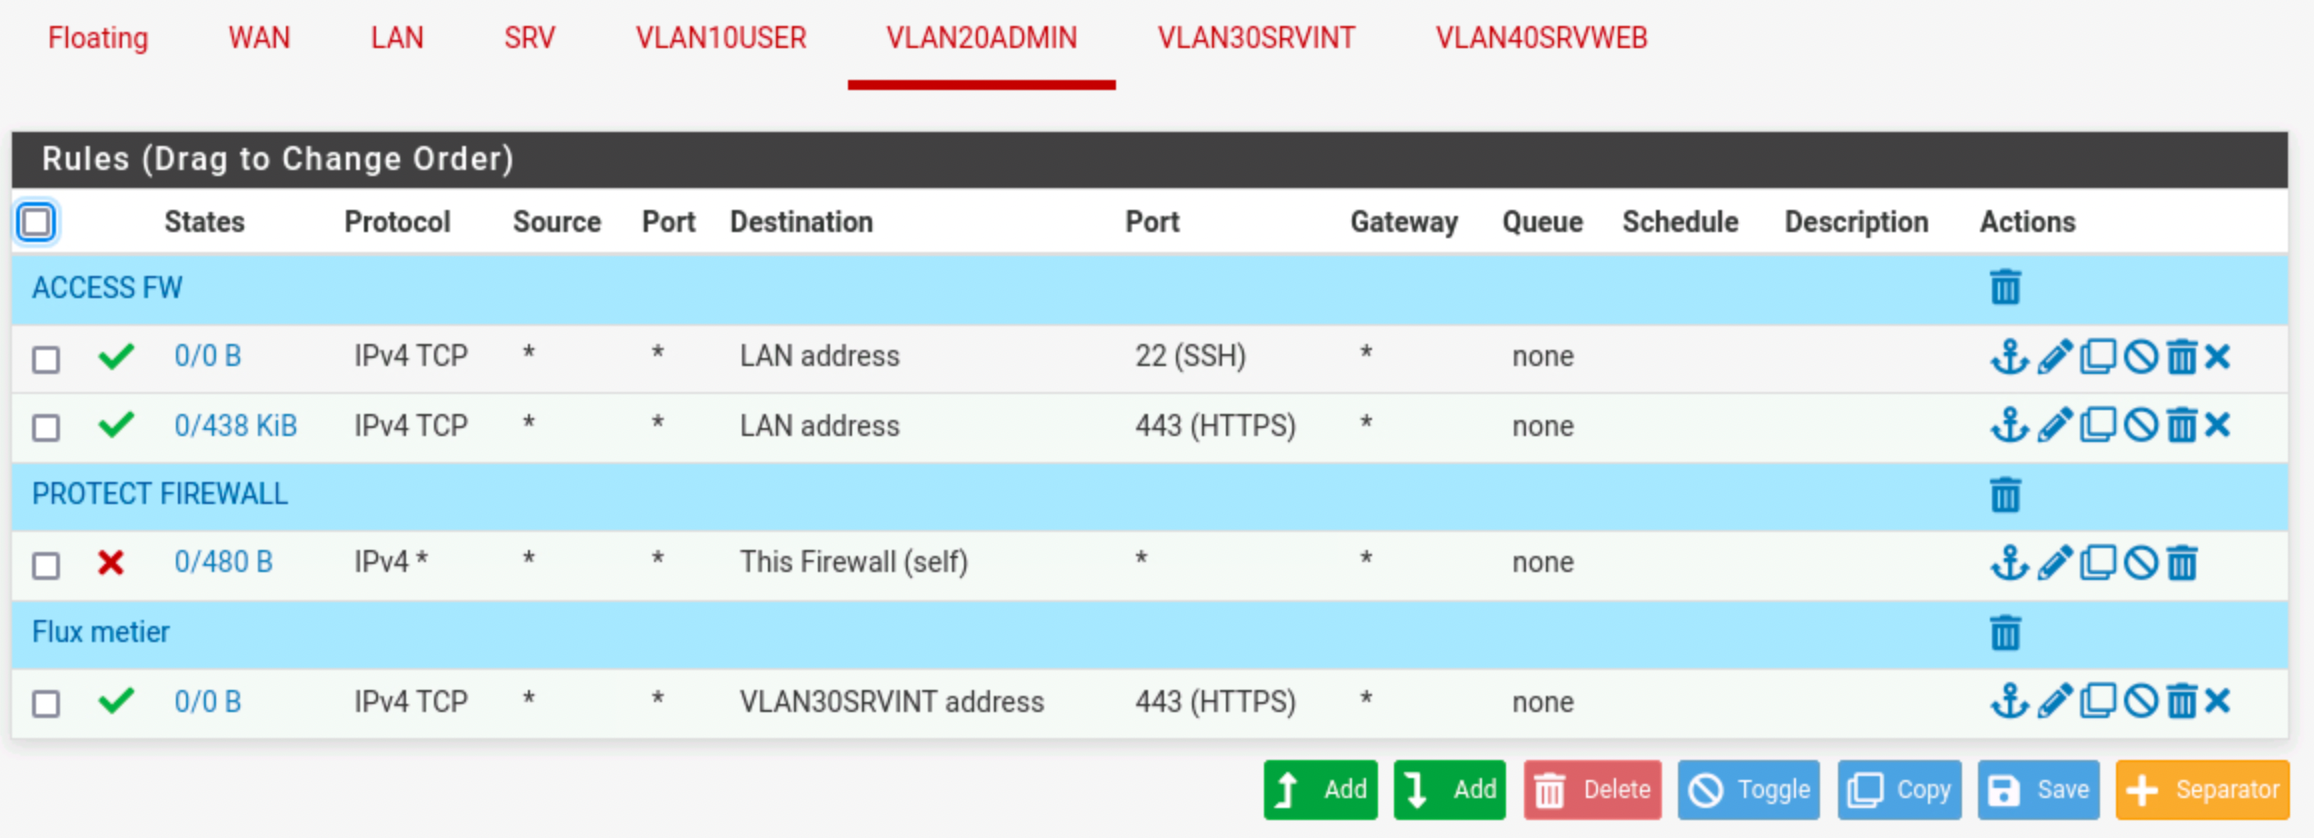 Floating WAN LAN SRV VLAN10USER VLAN20ADMIN VLAN30SRVINT VLAN40SRVWEB
Rules (Drag to Change Order)
States Protocol Source Port Destination Port Gateway Queue Schedule Description Actions
ACCESS FW
0/0 B IPv4 TCP * * LAN address 22 (SSH) * none
0/438 KiB IPv4 TCP * * LAN address 443 (HTTPS) * none
PROTECT FIREWALL
0/480 B IPv4 * * * This Firewall (self) * * none
Flux metier
0/0 B IPv4 TCP * * VLAN30SRVINT address 443 (HTTPS) * none
Add Add Delete Toggle Copy Save Separator